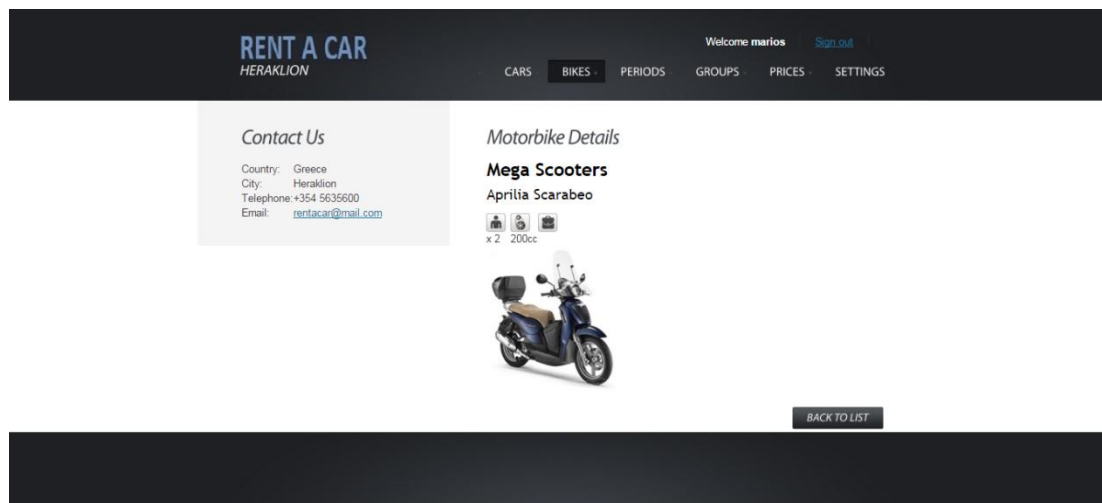 RENT A CAR
HERAKLION
Welcome marios Sign out
CARS BIKES PERIODS GROUPS PRICES SETTINGS
Contact Us
Country: Greece
City: Heraklion
Telephone:+354 5635600
Email: rentacar@mail.com
Motorbike Details
Mega Scooters
Aprilia Scarabeo
x 2 200cc
BACK TO LIST